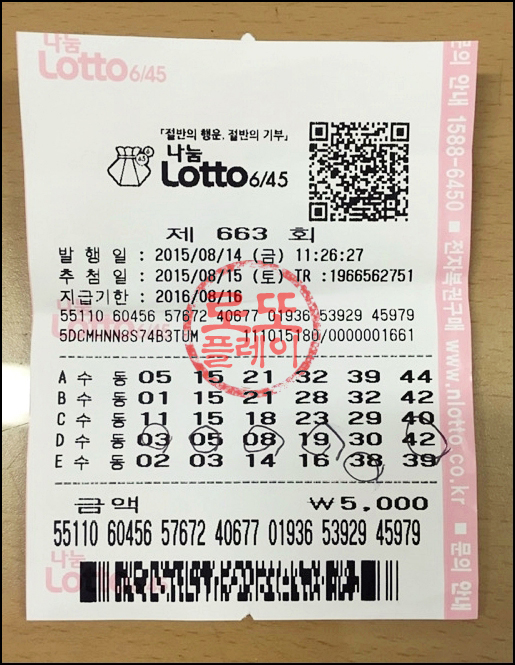 나눔
Lotto 6/45
「절반의 행운. 절반의 기부」
나눔
Lotto 6/45
제 663 회
발 행 일 : 2015/08/14 (금) 11:26:27
추 첨 일 : 2015/08/15 (토) TR :1966562751
지급기한 : 2016/08/16
55110 60456 57672 40677 01936 53929 45979
5DCMHNN8S74B3TUM 111015180/0000001661
로또
플레이
A 수 동 05 15 21 32 39 44
B 수 동 01 15 21 28 32 42
C 수 동 11 15 18 23 29 40
D 수 동 03 05 08 19 30 42
E 수 동 02 03 14 16 38 39
금액 ₩5,000
55110 60456 57672 40677 01936 53929 45979
나눔
Lotto 6/45
문의 안내 1588-6450 ■ 전자복권구매 www.nlotto.co.kr ■ 문의 안내